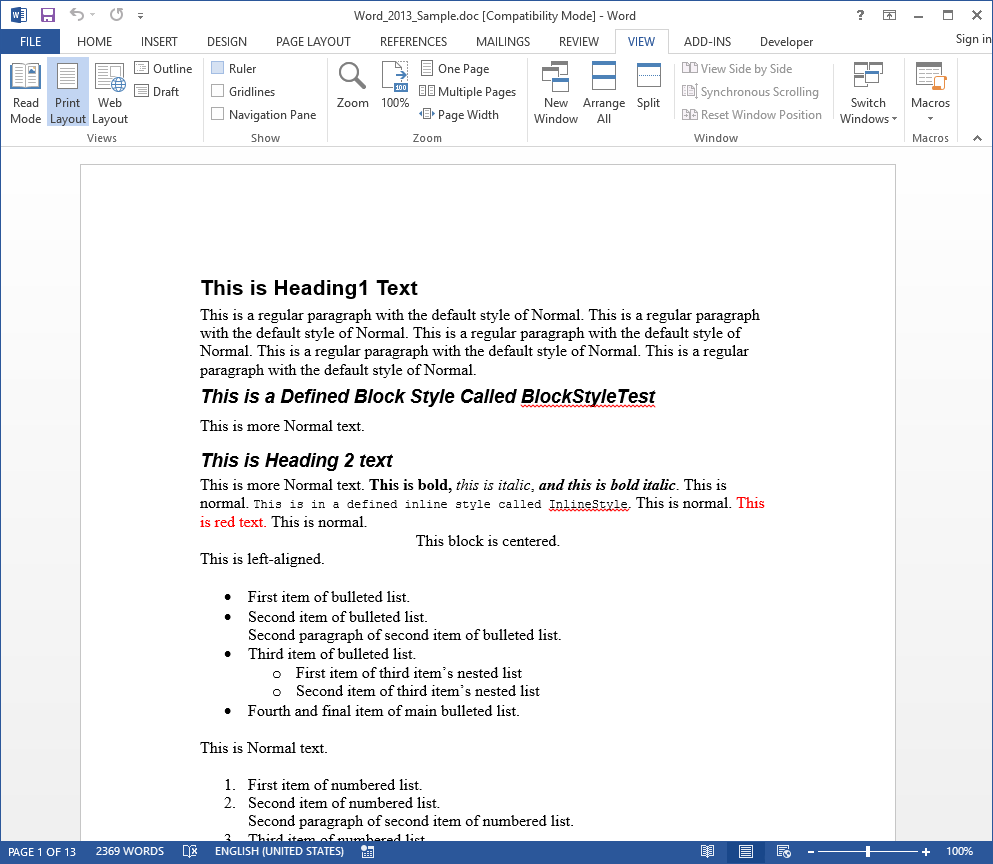 Word_2013_Sample.doc [Compatibility Mode] - Word
?
FILE HOME INSERT DESIGN PAGE LAYOUT REFERENCES MAILINGS REVIEW VIEW ADD-INS Developer Sign in
Read Mode
Print Layout
Web Layout
Outline
Draft
Views
Ruler
Gridlines
Navigation Pane
Show
Zoom
100
100%
One Page
Multiple Pages
Page Width
Zoom
New Window
Arrange All
Split
View Side by Side
Synchronous Scrolling
Reset Window Position
Window
Switch Windows
Macros
Macros
This is Heading1 Text
This is a regular paragraph with the default style of Normal. This is a regular paragraph
with the default style of Normal. This is a regular paragraph with the default style of
Normal. This is a regular paragraph with the default style of Normal. This is a regular
paragraph with the default style of Normal.
This is a Defined Block Style Called BlockStyleTest
This is more Normal text.
This is Heading 2 text
This is more Normal text. This is bold, this is italic, and this is bold italic. This is
normal. This is in a defined inline style called InlineStyle. This is normal. This
is red text. This is normal.
This block is centered.
This is left-aligned.
• First item of bulleted list.
• Second item of bulleted list.
Second paragraph of second item of bulleted list.
• Third item of bulleted list.
o First item of third item's nested list
o Second item of third item's nested list
• Fourth and final item of main bulleted list.
This is Normal text.
1. First item of numbered list.
2. Second item of numbered list.
Second paragraph of second item of numbered list.
3. Third item of numbered list.
PAGE 1 OF 13 2369 WORDS ENGLISH (UNITED STATES) 100%